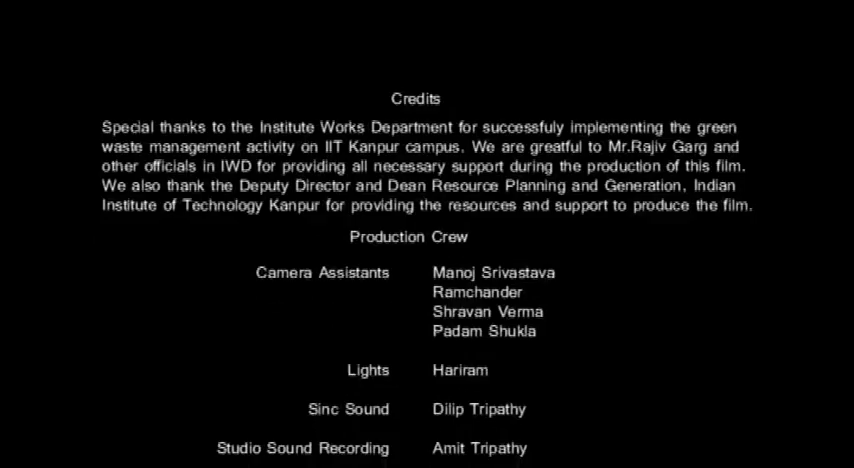 Credits
Special thanks to the Institute Works Department for successfuly implementing the green
waste management activity on IIT Kanpur campus. We are greatful to Mr.Rajiv Garg and
other officials in IWD for providing all necessary support during the production of this film.
We also thank the Deputy Director and Dean Resource Planning and Generation, Indian
Institute of Technology Kanpur for providing the resources and support to produce the film.
Production Crew
Camera Assistants Manoj Srivastava
Ramchander
Shravan Verma
Padam Shukla
Lights Hariram
Sinc Sound Dilip Tripathy
Studio Sound Recording Amit Tripathy